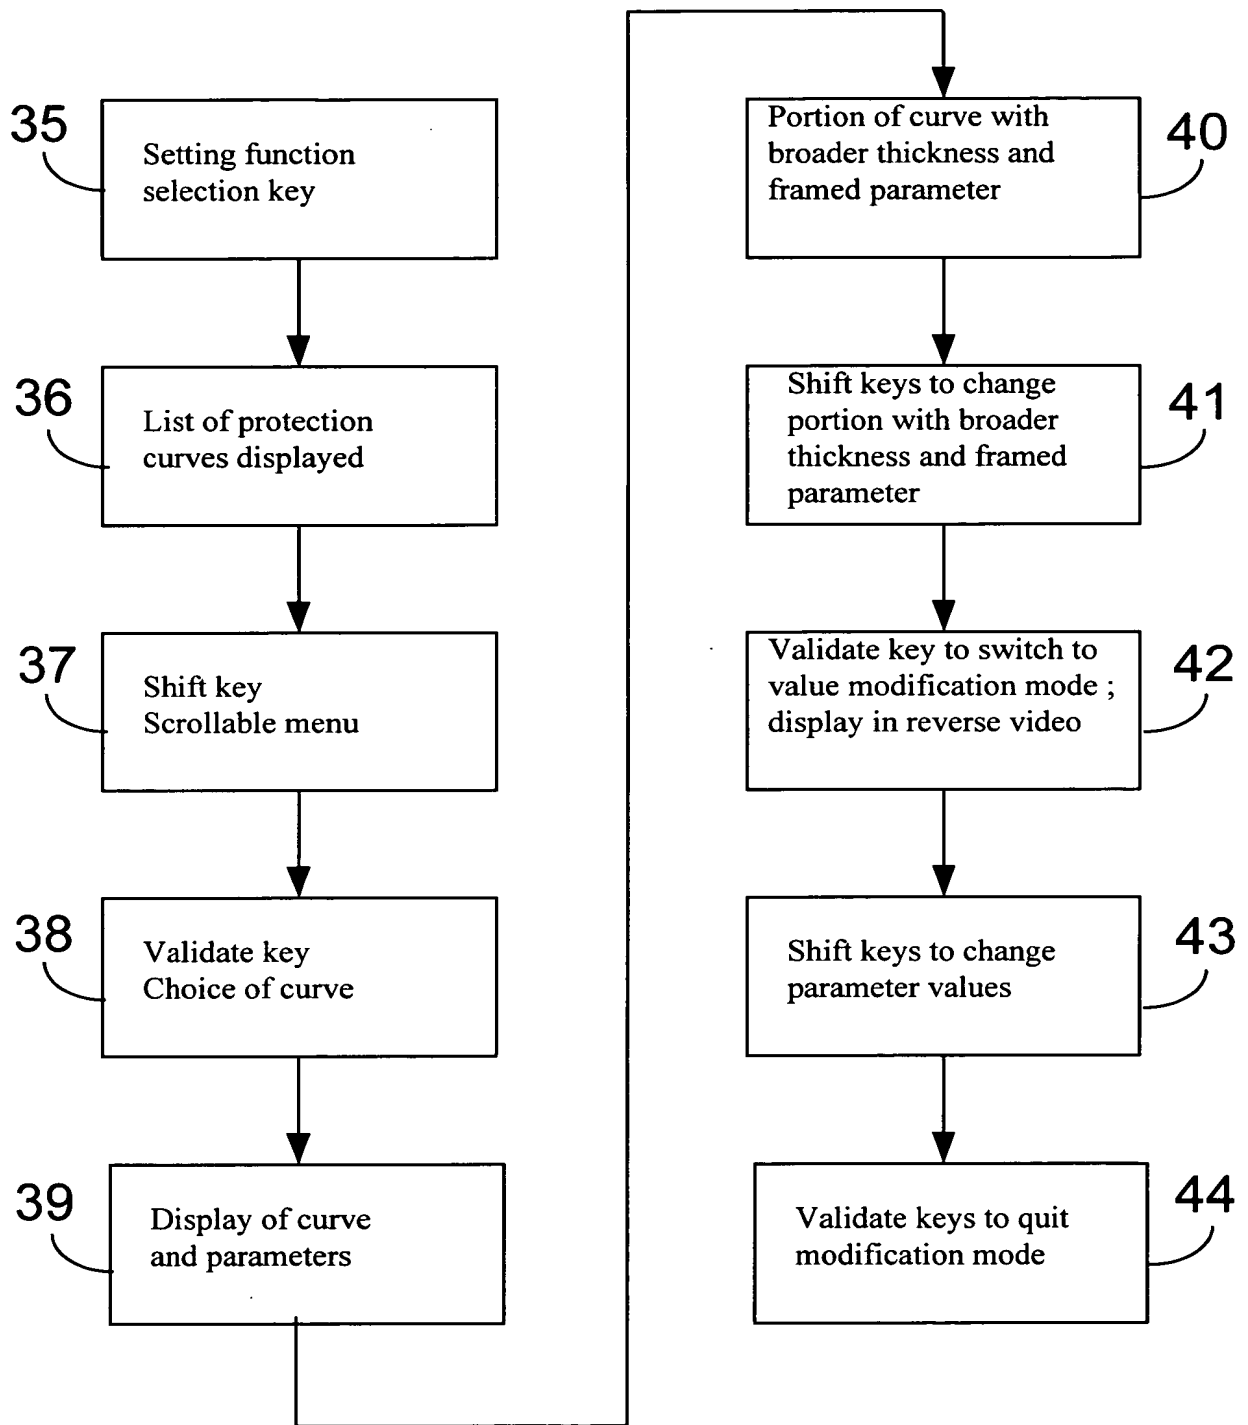 35
Setting function
selection key
36
List of protection
curves displayed
37
Shift key
Scrollable menu
38
Validate key
Choice of curve
39
Display of curve
and parameters
40
Portion of curve with
broader thickness and
framed parameter
41
Shift keys to change
portion with broader
thickness and framed
parameter
42
Validate key to switch to
value modification mode ;
display in reverse video
43
Shift keys to change
parameter values
44
Validate keys to quit
modification mode